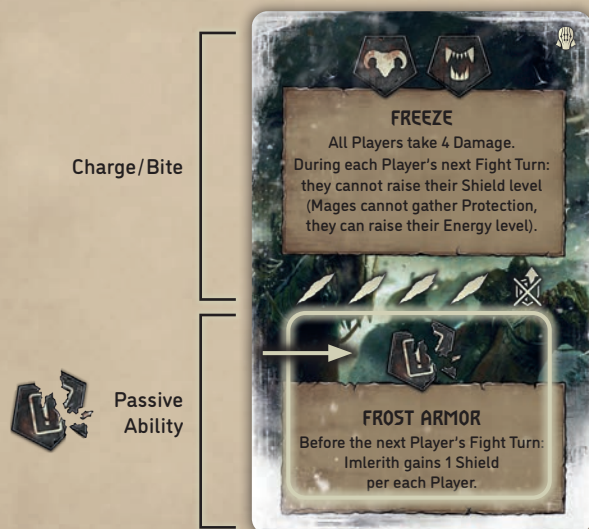 Charge/Bite
FREEZE
All Players take 4 Damage.
During each Player's next Fight Turn:
they cannot raise their Shield level
(Mages cannot gather Protection,
they can raise their Energy level).
Passive
Ability
FROST ARMOR
Before the next Player's Fight Turn:
Imlerith gains 1 Shield
per each Player.